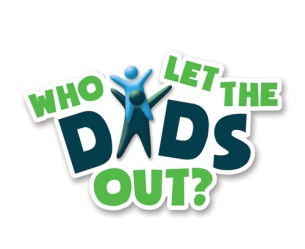 WHO LET THE
DADS
OUT?